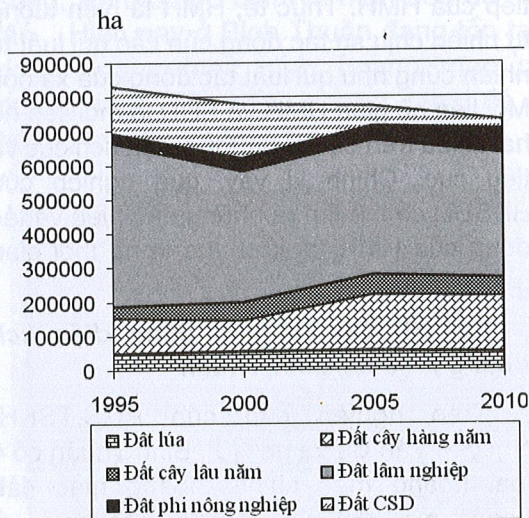 ha
900000
800000
700000
600000
500000
400000
300000
200000
100000
0
1995 2000 2005 2010
Đất lúa Đất cây hàng năm
Đất cây lâu năm Đất lâm nghiệp
Đất phi nông nghiệp Đất CSD